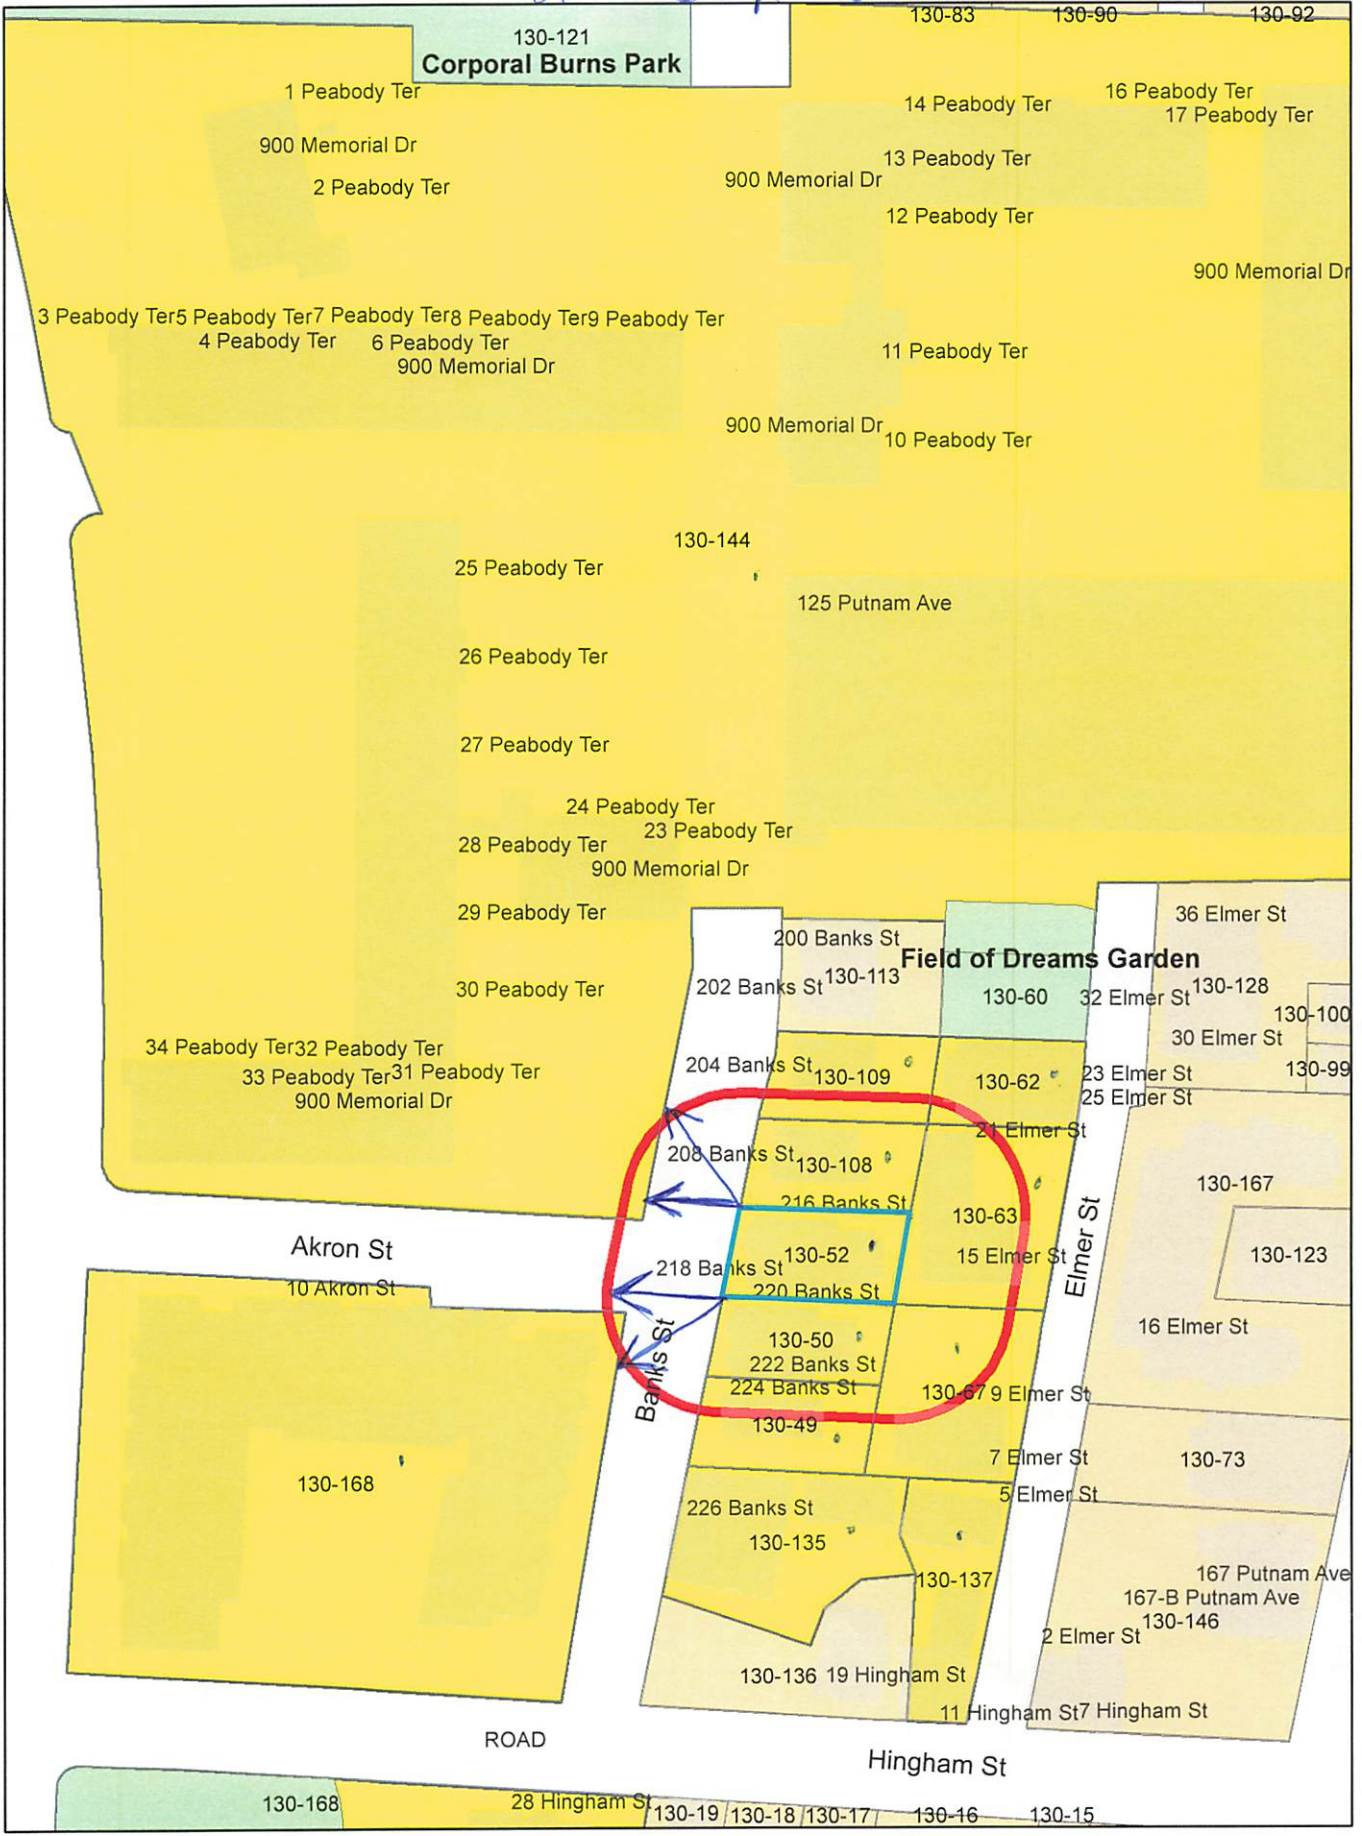 130-83
130-90
130-92
130-121
Corporal Burns Park
1 Peabody Ter
14 Peabody Ter
16 Peabody Ter
17 Peabody Ter
900 Memorial Dr
13 Peabody Ter
900 Memorial Dr
2 Peabody Ter
12 Peabody Ter
900 Memorial Dr
3 Peabody Ter
5 Peabody Ter
7 Peabody Ter
8 Peabody Ter
9 Peabody Ter
4 Peabody Ter
6 Peabody Ter
11 Peabody Ter
900 Memorial Dr
900 Memorial Dr
10 Peabody Ter
130-144
25 Peabody Ter
125 Putnam Ave
26 Peabody Ter
27 Peabody Ter
24 Peabody Ter
23 Peabody Ter
28 Peabody Ter
900 Memorial Dr
29 Peabody Ter
36 Elmer St
200 Banks St
Field of Dreams Garden
130-113
202 Banks St
30 Peabody Ter
130-60
32 Elmer St
130-128
130-100
30 Elmer St
34 Peabody Ter
32 Peabody Ter
204 Banks St
130-109
130-62
23 Elmer St
130-99
33 Peabody Ter
31 Peabody Ter
900 Memorial Dr
25 Elmer St
21 Elmer St
208 Banks St
130-108
130-167
216 Banks St
130-63
Elmer St
Akron St
130-52
15 Elmer St
130-123
218 Banks St
10 Akron St
220 Banks St
130-50
16 Elmer St
222 Banks St
Banks St
224 Banks St
130-67
9 Elmer St
130-49
7 Elmer St
130-73
130-168
5 Elmer St
226 Banks St
130-135
130-137
167 Putnam Ave
167-B Putnam Ave
130-146
2 Elmer St
130-136
19 Hingham St
11 Hingham St
7 Hingham St
ROAD
Hingham St
130-168
28 Hingham St
130-19
130-18
130-17
130-16
130-15